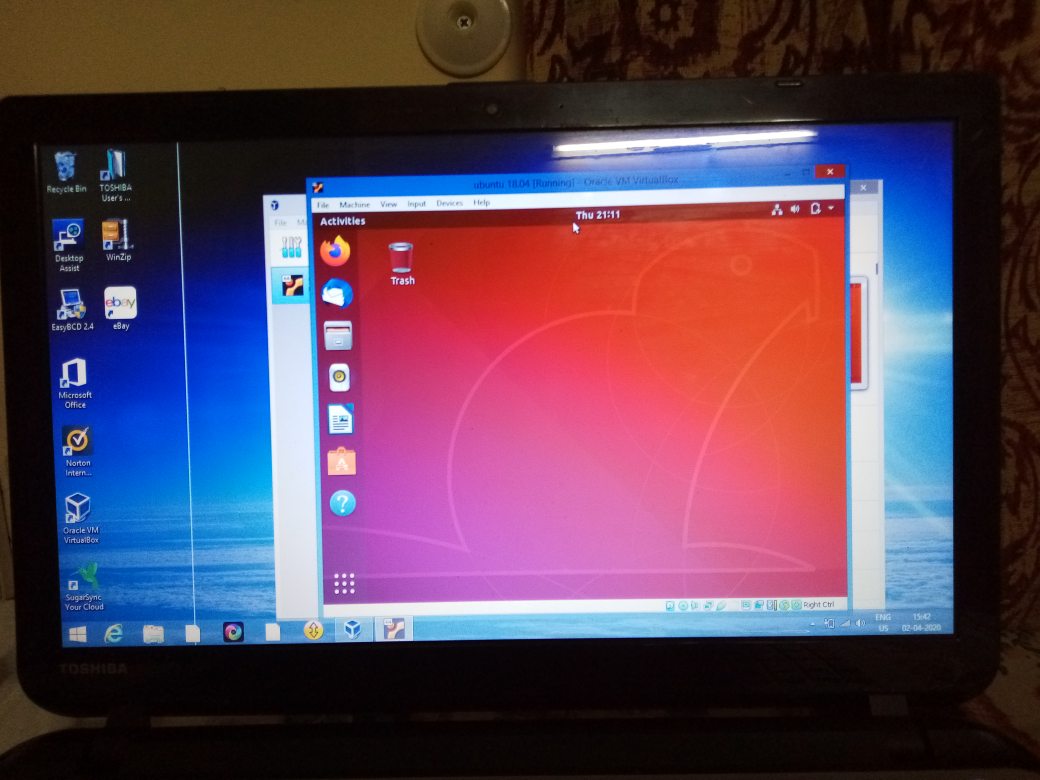 Recycle Bin
TOSHIBA
User's ...
Desktop
Assist
WinZip
EasyBCD 2.4
ebay
eBay
Microsoft
Office
Norton
Intern...
Oracle VM
VirtualBox
SugarSync
Your Cloud
File
ubuntu 18.04 [Running] - Oracle VM VirtualBox
File Machine View Input Devices Help
Activities
Thu 21:11
Trash
Right Ctrl
ENG
US
15:42
02-04-2020
TOSHIBA